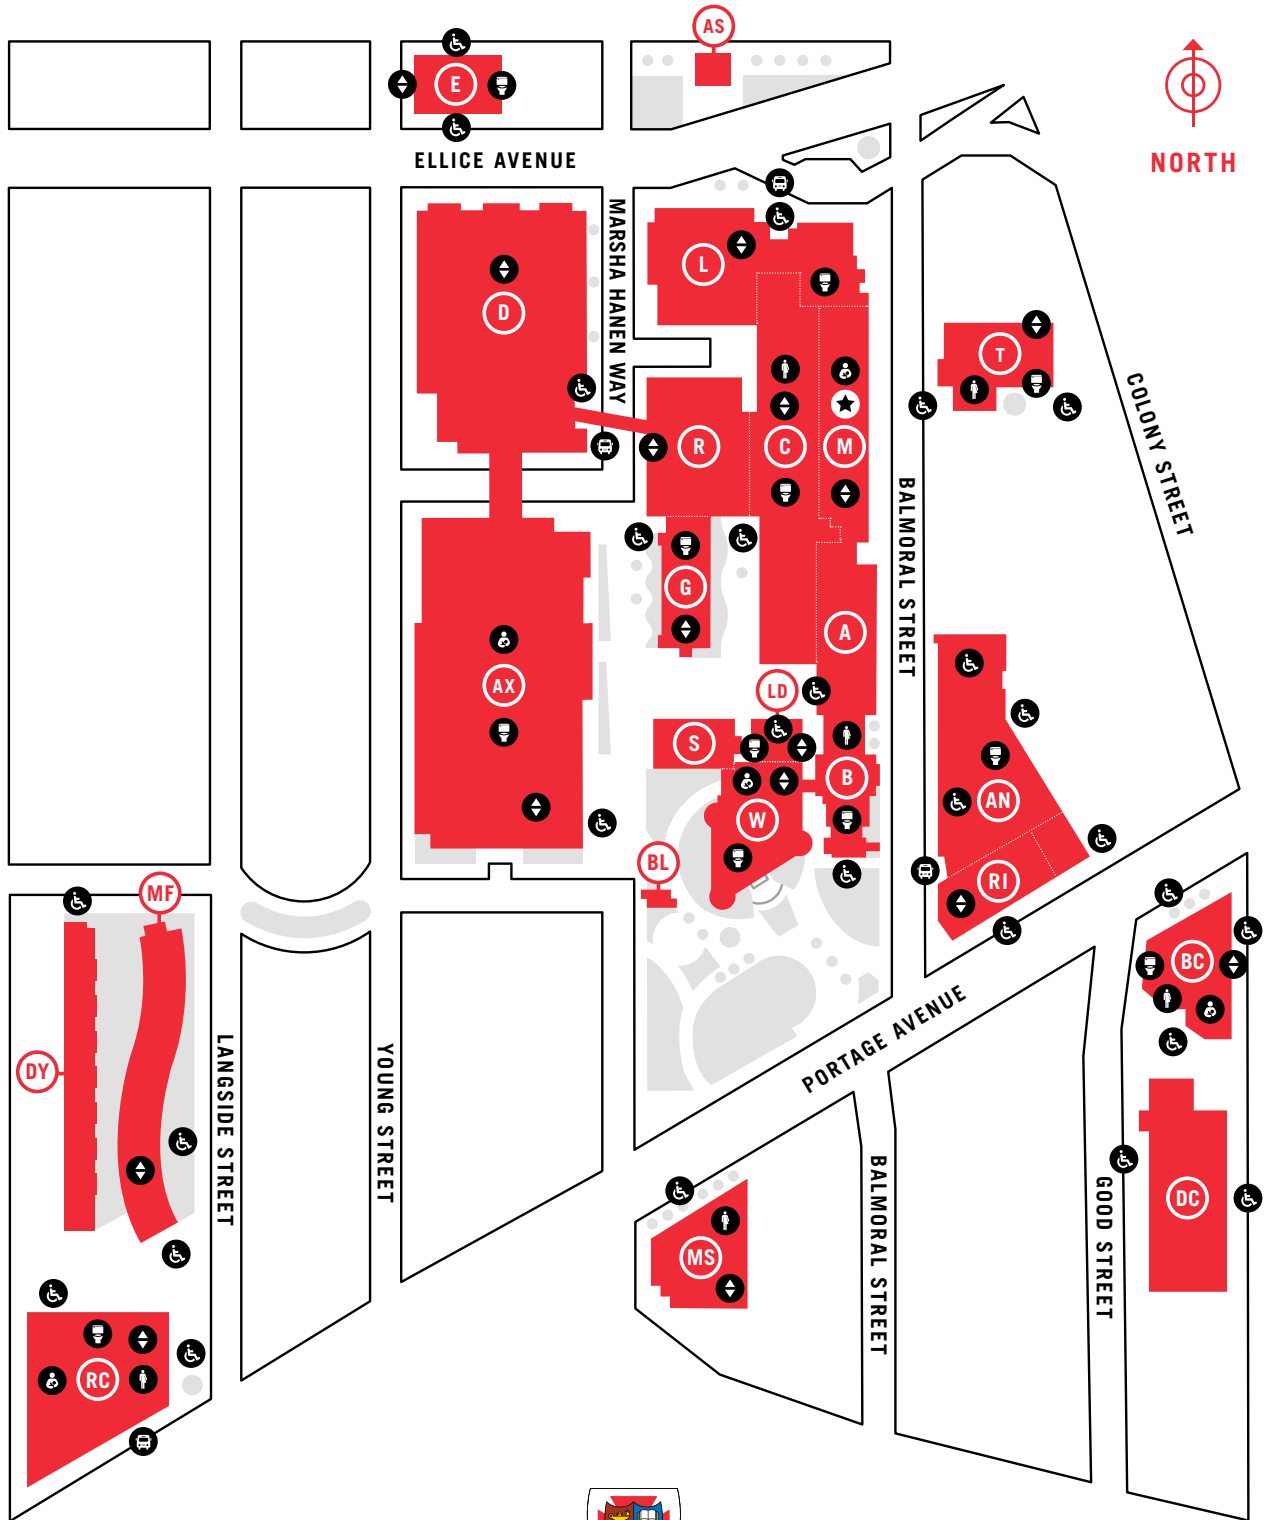 AS
E
NORTH
ELLICE AVENUE
MARSHA HANEN WAY
L
D
T
COLONY STREET
R
C
M
BALMORAL STREET
G
A
AX
LD
S
B
AN
W
BL
RI
MF
BC
PORTAGE AVENUE
DY
LANGSIDE STREET
YOUNG STREET
BALMORAL STREET
GOOD STREET
DC
MS
RC